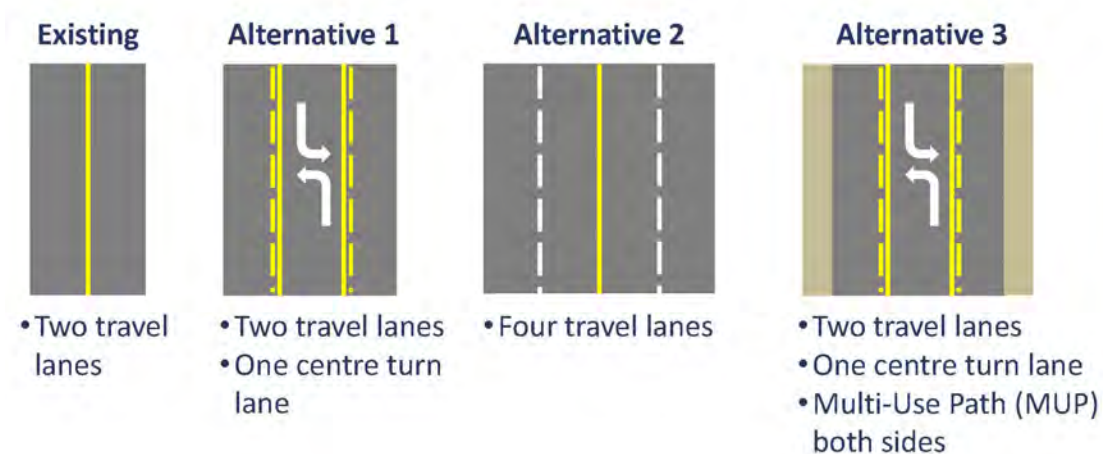 Existing
• Two travel
lanes
Alternative 1
• Two travel lanes
• One centre turn
lane
Alternative 2
• Four travel lanes
Alternative 3
• Two travel lanes
• One centre turn lane
• Multi-Use Path (MUP)
both sides